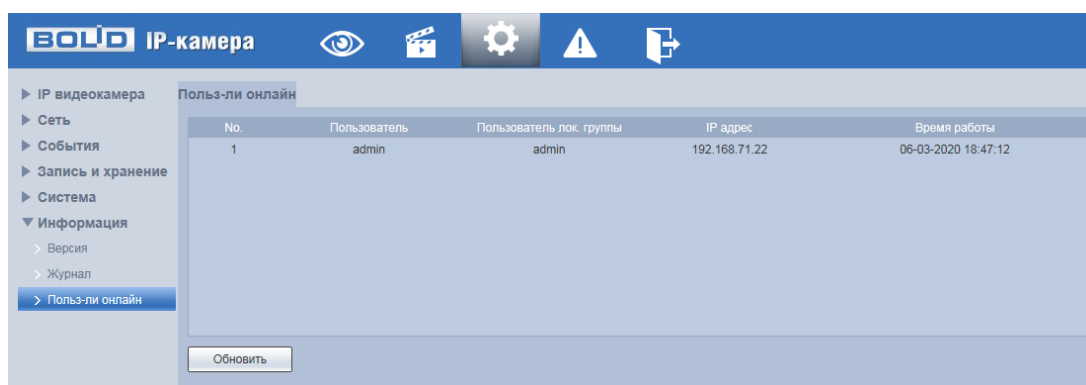 BOLID IP-камера
IP видеокамера
Сеть
События
Запись и хранение
Система
Информация
Версия
Журнал
Польз-ли онлайн
Польз-ли онлайн
No. Пользователь Пользователь лок. группы IP адрес Время работы
1 admin admin 192.168.71.22 06-03-2020 18:47:12
Обновить